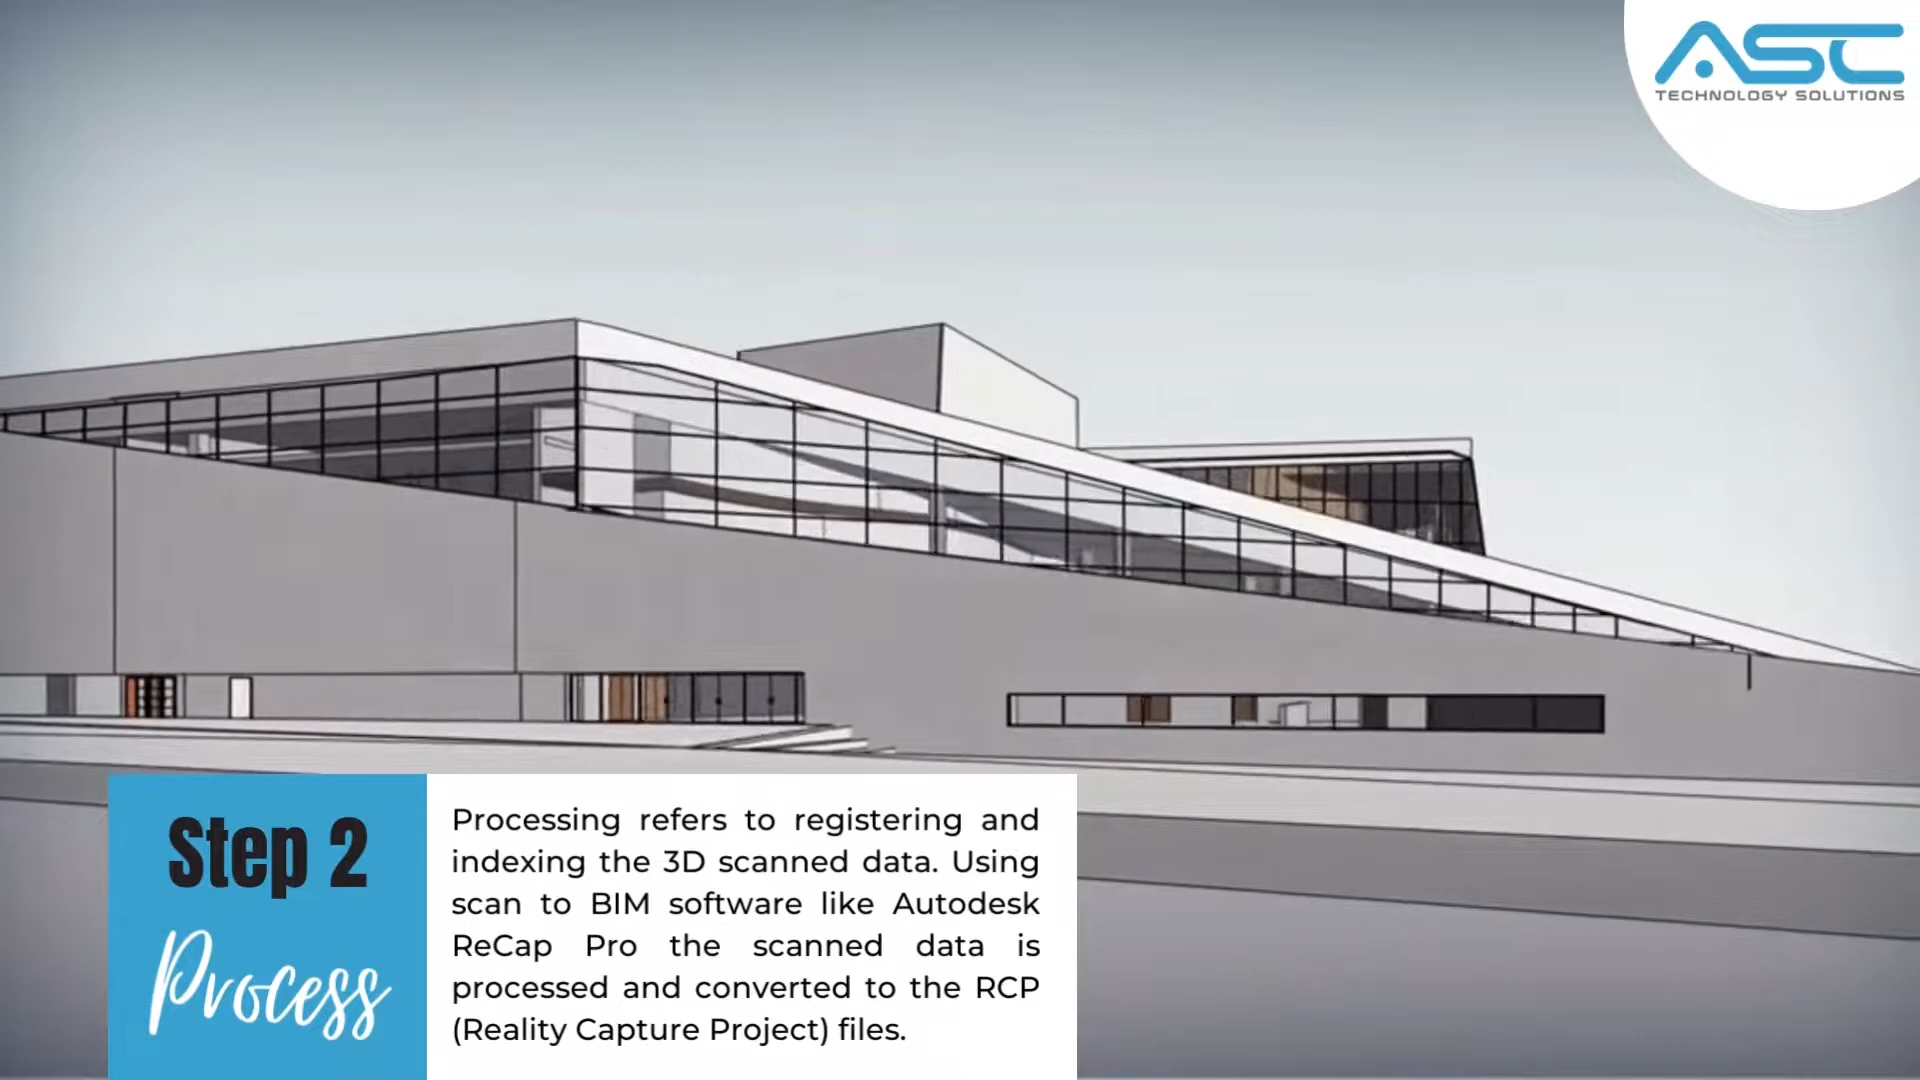 ASC
TECHNOLOGY SOLUTIONS
Step 2
Process
Processing refers to registering and
indexing the 3D scanned data. Using
scan to BIM software like Autodesk
ReCap Pro the scanned data is
processed and converted to the RCP
(Reality Capture Project) files.